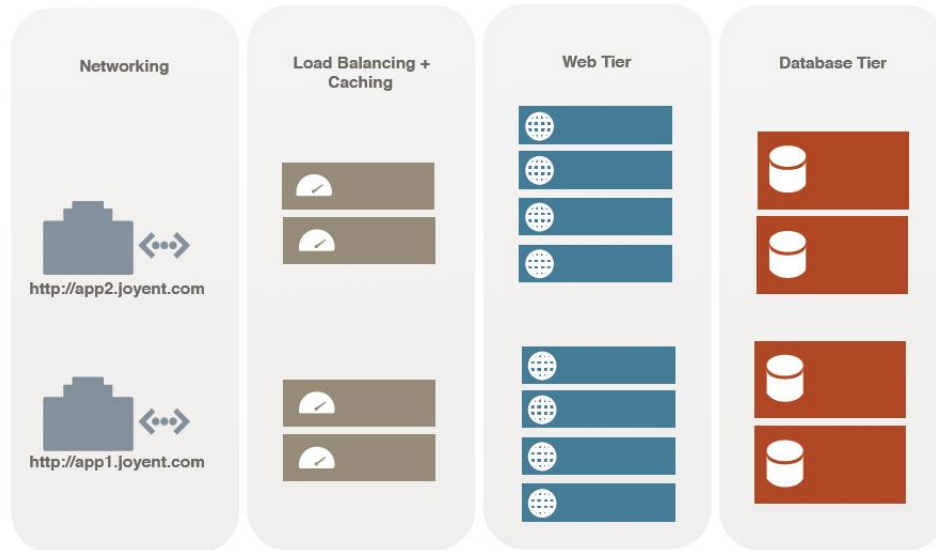 Networking
Load Balancing +
Caching
Web Tier
Database Tier
http://app2.joyent.com
http://app1.joyent.com